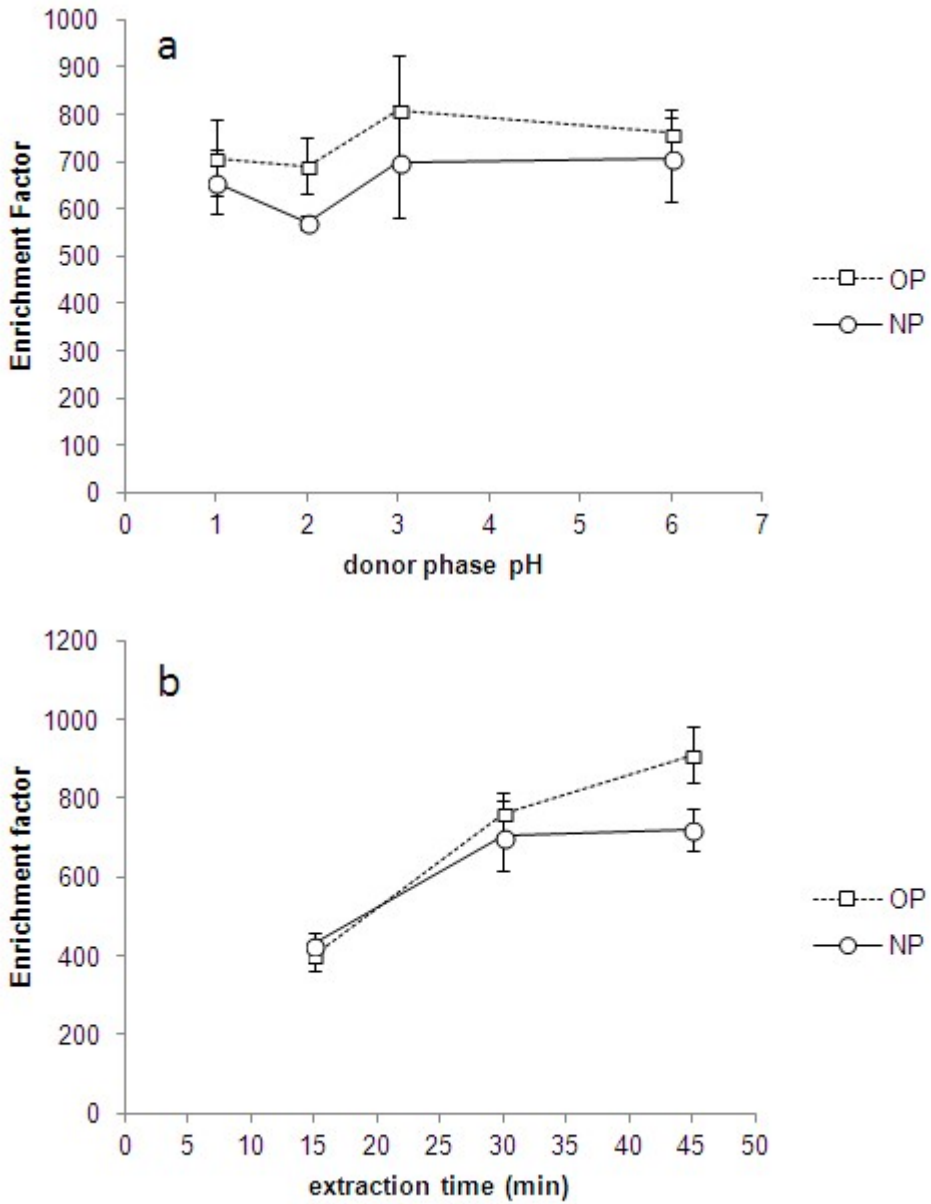 a
Enrichment Factor
1000
900
800
700
600
500
400
300
200
100
0
0 1 2 3 4 5 6 7
donor phase pH
OP
NP
b
Enrichment factor
1200
1000
800
600
400
200
0
0 5 10 15 20 25 30 35 40 45 50
extraction time (min)
OP
NP